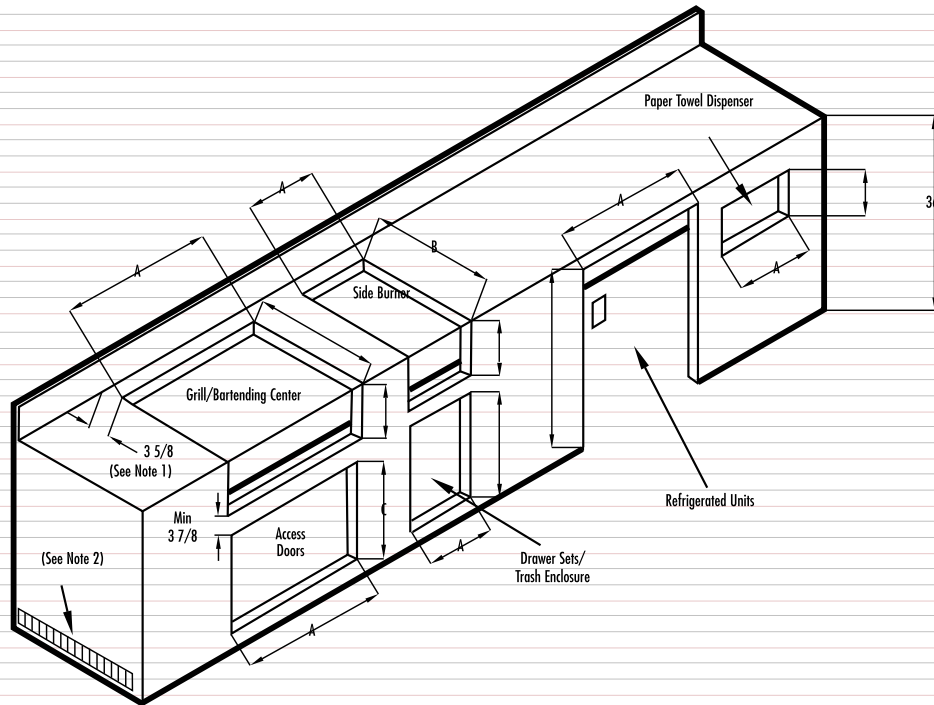 Paper Towel Dispenser
A
A
B
A
A
Side Burner
Grill/Bartending Center
3 5/8
(See Note 1)
Min
3 7/8
Access
Doors
C
Refrigerated Units
(See Note 2)
A
Drawer Sets/
Trash Enclosure
A